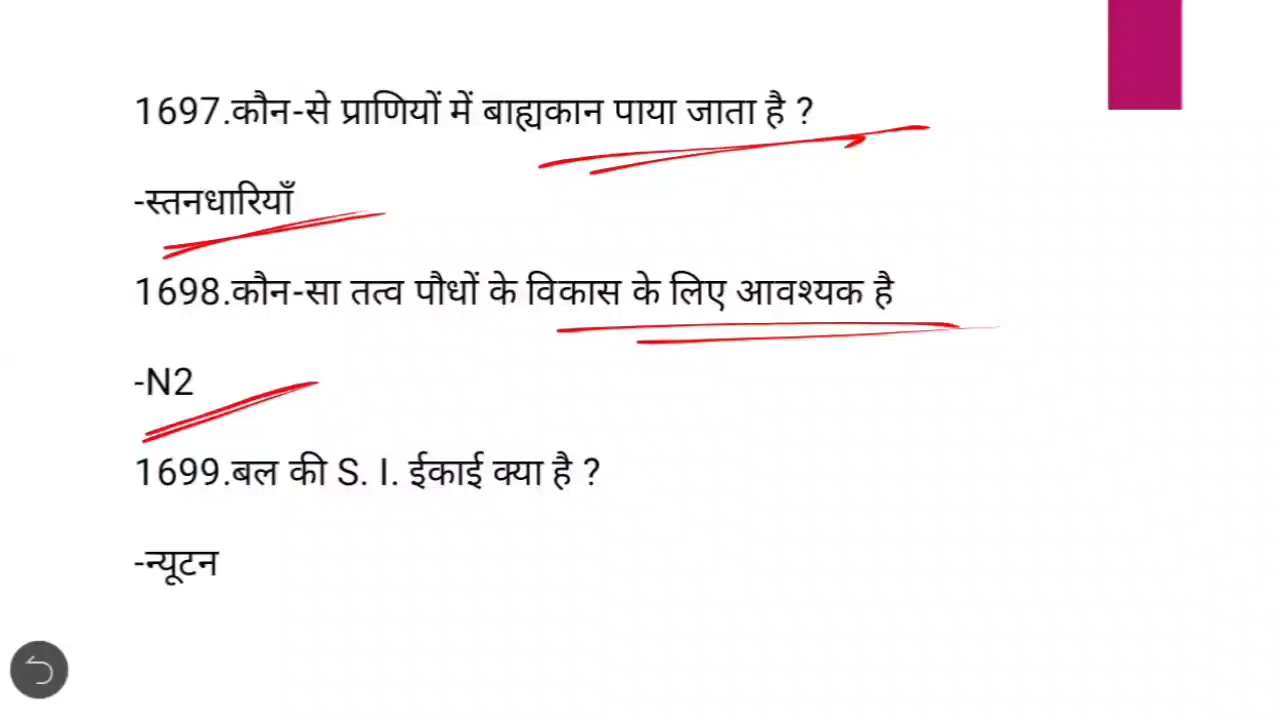 1697.कौन-से प्राणियों में बाह्यकान पाया जाता है ?
-स्तनधारियाँ
1698.कौन-सा तत्व पौधों के विकास के लिए आवश्यक है
-N2
1699.बल की S. I. ईकाई क्या है ?
-न्यूटन